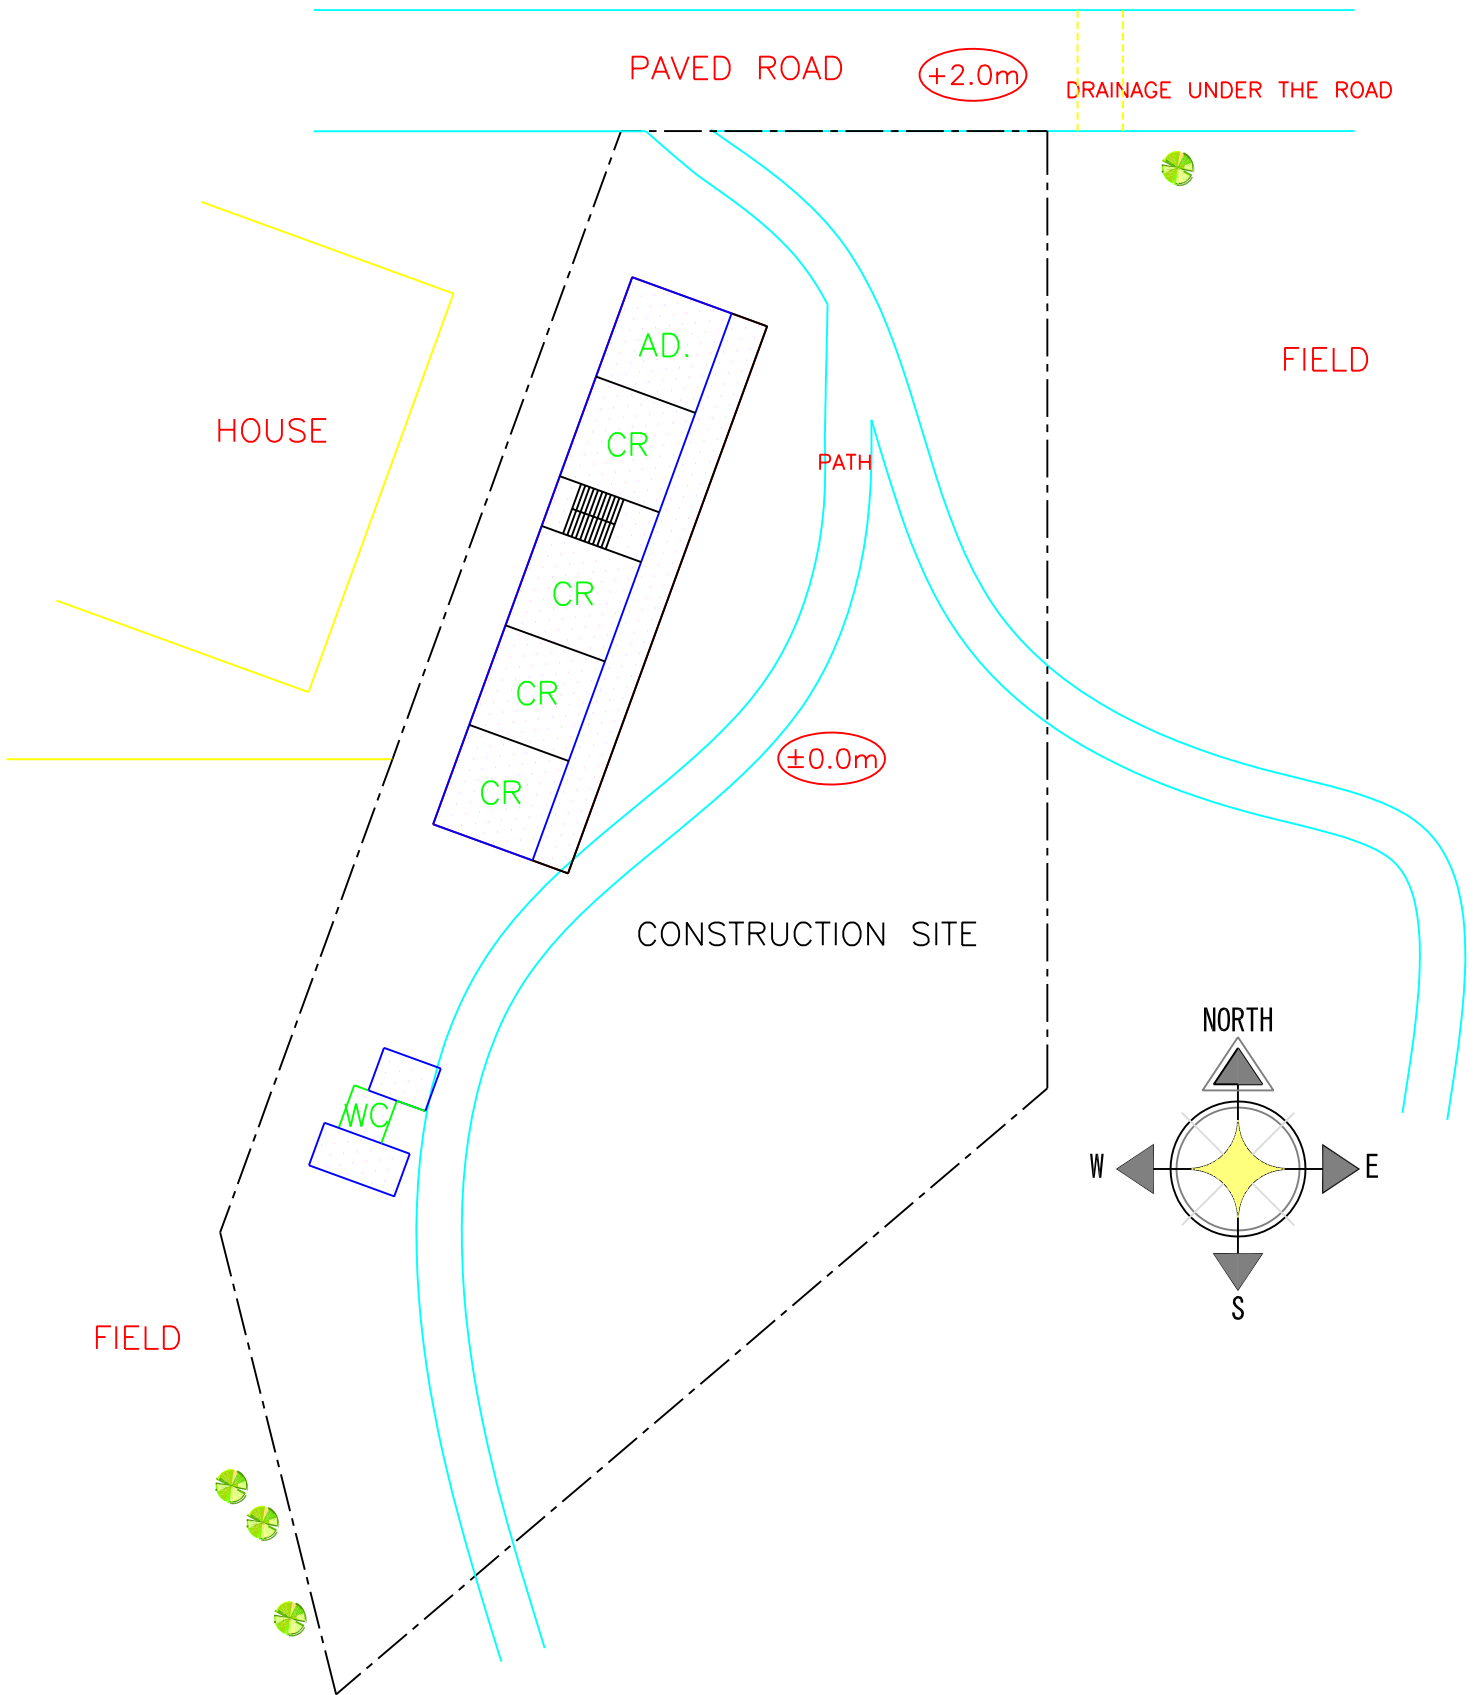 PAVED ROAD
+2.0m
DRAINAGE UNDER THE ROAD
AD.
FIELD
HOUSE
CR
PATH
CR
CR
±0.0m
CR
CONSTRUCTION SITE
NORTH
WC
W
E
S
FIELD